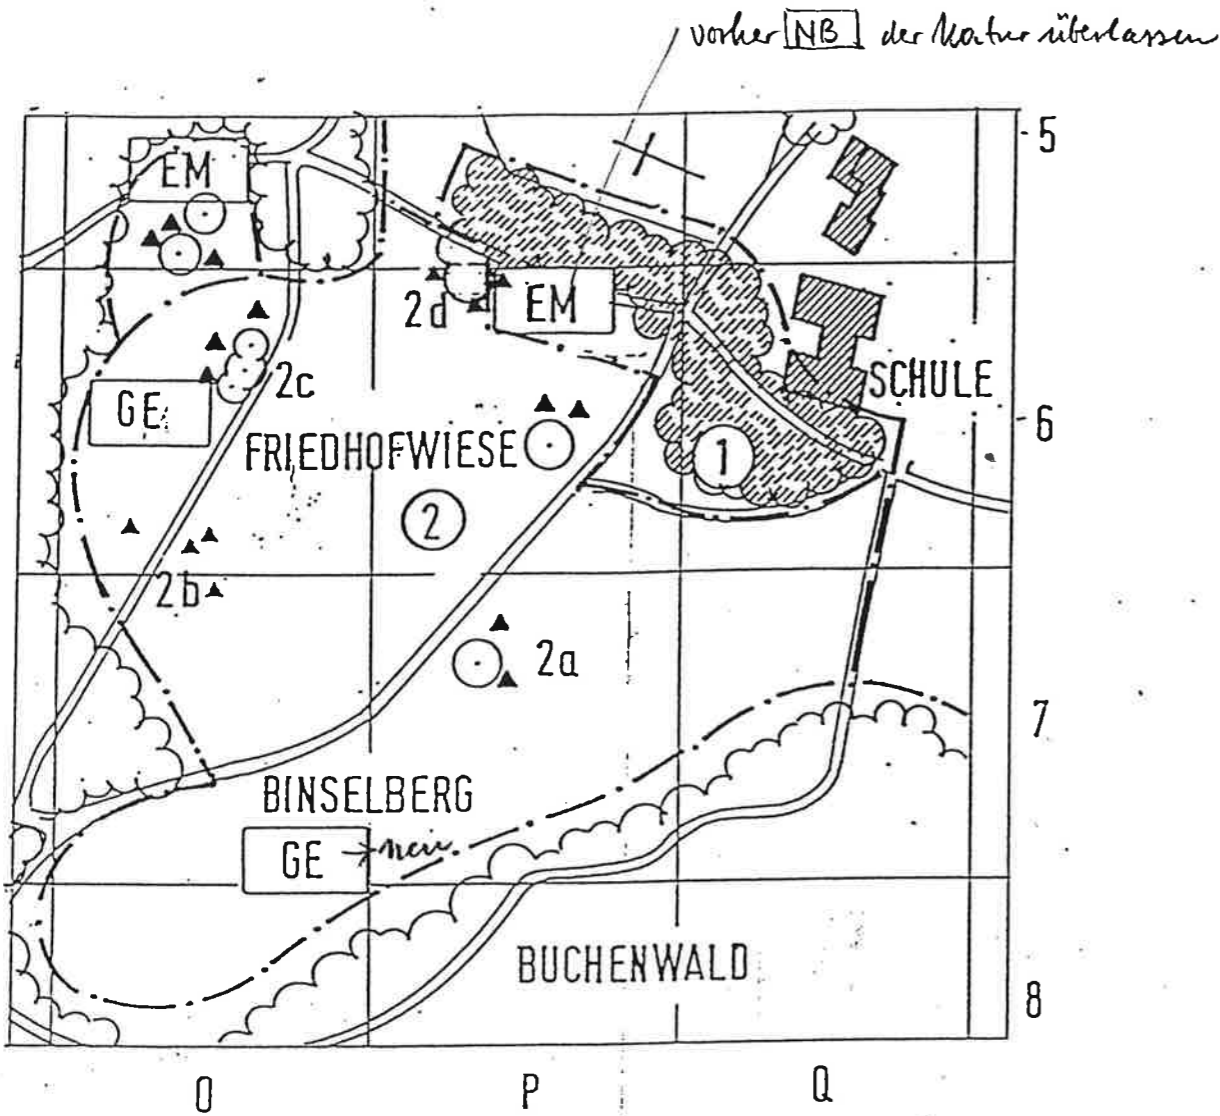 vorher NB der Natur überlassen
5
EM
2d
EM
2c
SCHULE
GE
6
FRIEDHOFWIESE
1
2
2b
2a
7
BINSELBERG
GE → neu
BUCHENWALD
8
O P Q